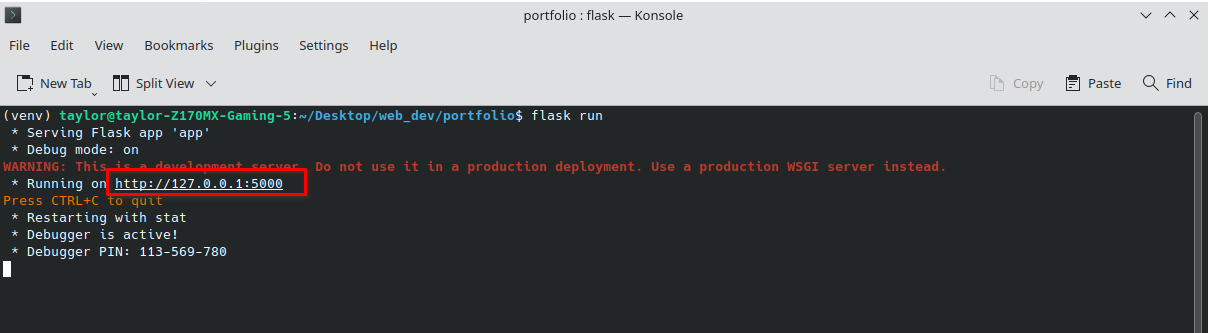 portfolio : flask — Konsole
File Edit View Bookmarks Plugins Settings Help
New Tab Split View Copy Paste Find
(venv) taylor@taylor-Z170MX-Gaming-5:~/Desktop/web_dev/portfolio$ flask run
* Serving Flask app 'app'
* Debug mode: on
WARNING: This is a development server. Do not use it in a production deployment. Use a production WSGI server instead.
* Running on http://127.0.0.1:5000
Press CTRL+C to quit
* Restarting with stat
* Debugger is active!
* Debugger PIN: 113-569-780